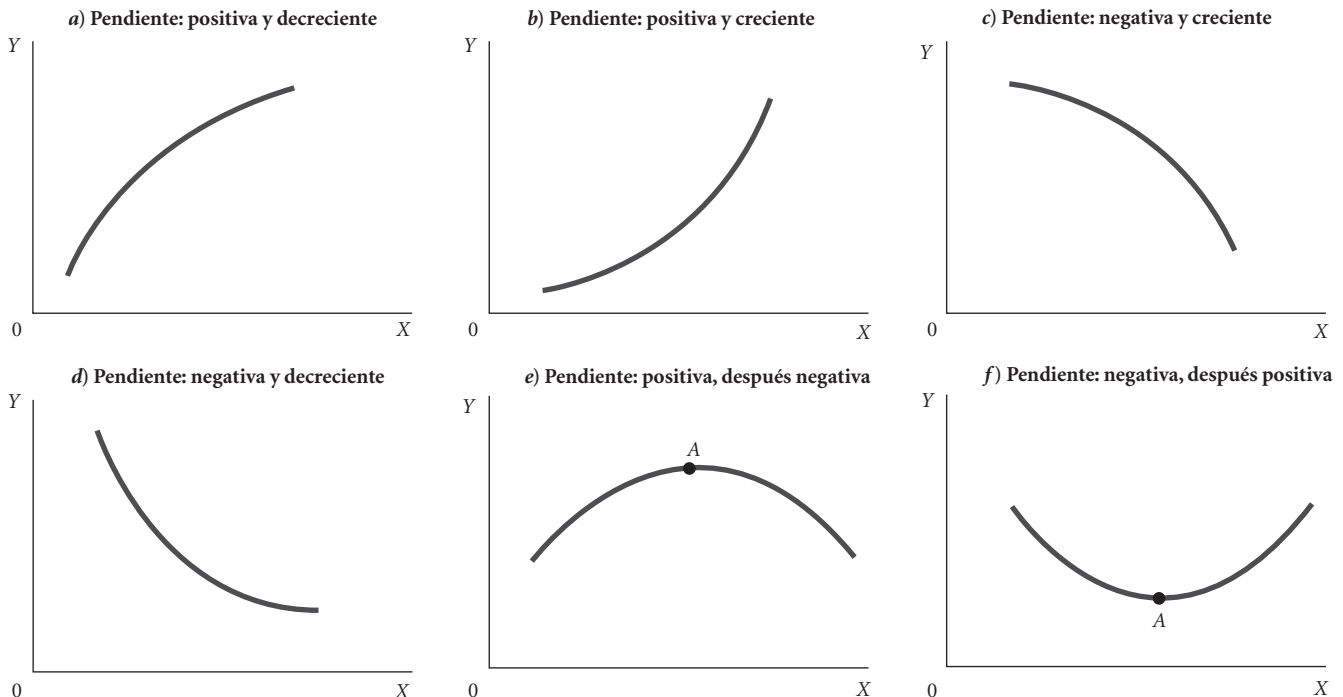 a) Pendiente: positiva y decreciente
b) Pendiente: positiva y creciente
c) Pendiente: negativa y creciente
Y
Y
Y
0
X
0
X
0
X
d) Pendiente: negativa y decreciente
e) Pendiente: positiva, después negativa
f) Pendiente: negativa, después positiva
Y
Y
Y
A
A
0
X
0
X
0
X